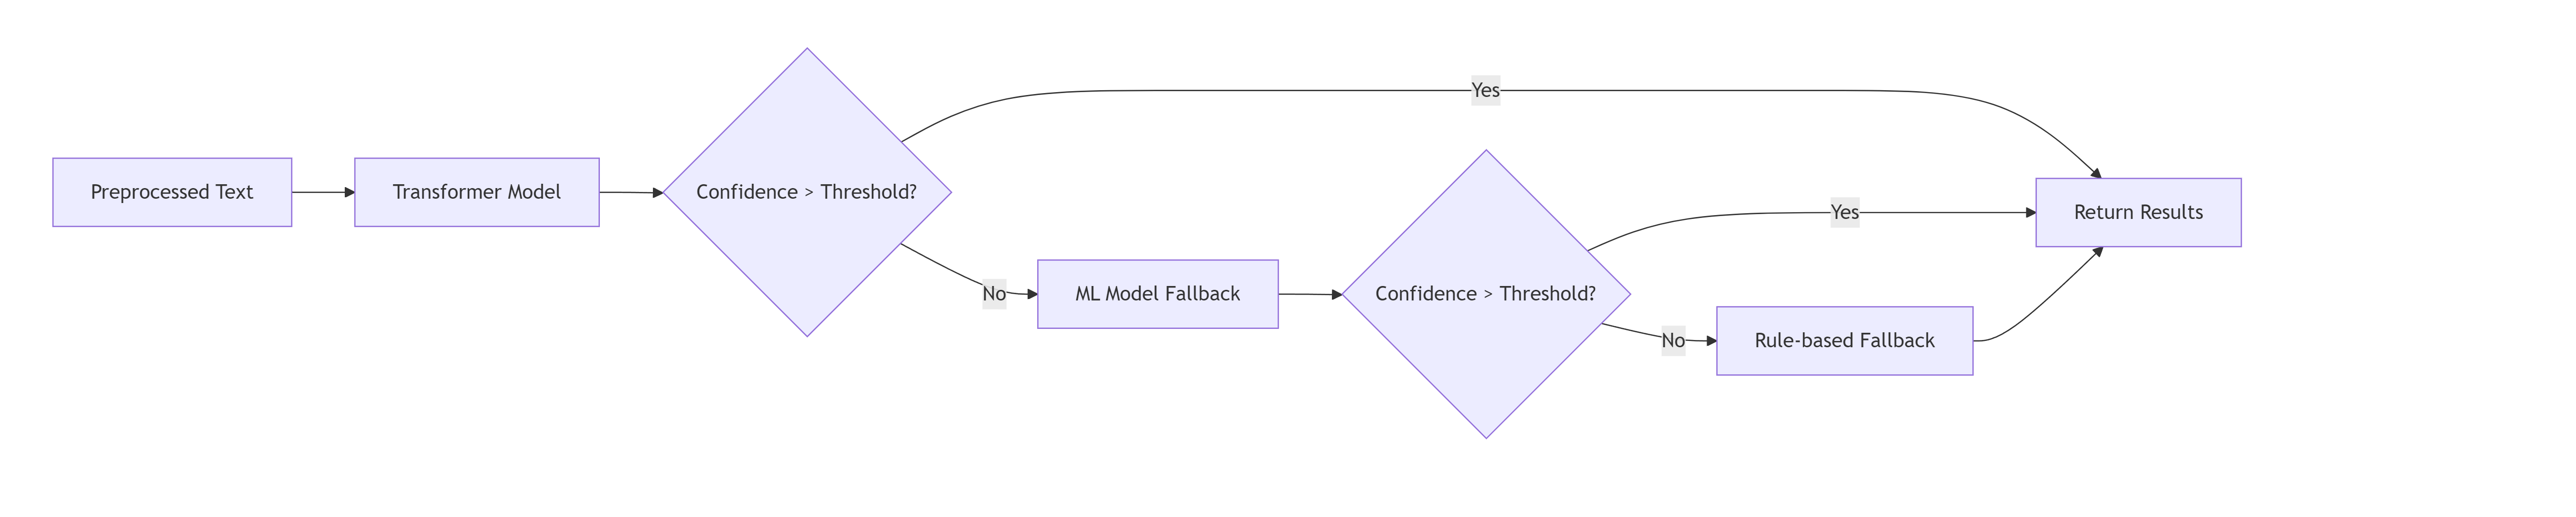 Preprocessed Text
Transformer Model
Confidence > Threshold?
Yes
No
ML Model Fallback
Confidence > Threshold?
Yes
No
Rule-based Fallback
Return Results